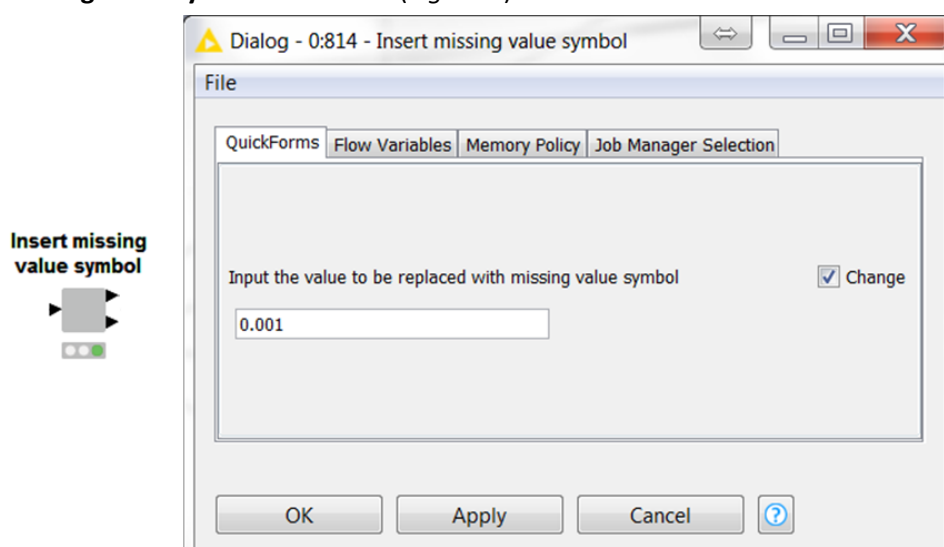 Dialog - 0:814 - Insert missing value symbol
File
QuickForms Flow Variables Memory Policy Job Manager Selection
Insert missing
value symbol
Input the value to be replaced with missing value symbol Change
0.001
OK Apply Cancel ?